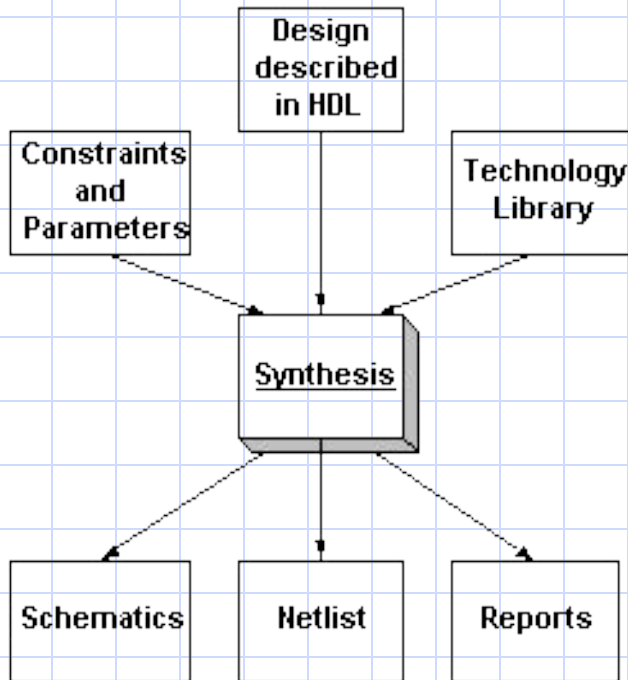 Design
described
in HDL
Constraints
and
Parameters
Technology
Library
Synthesis
Schematics
Netlist
Reports